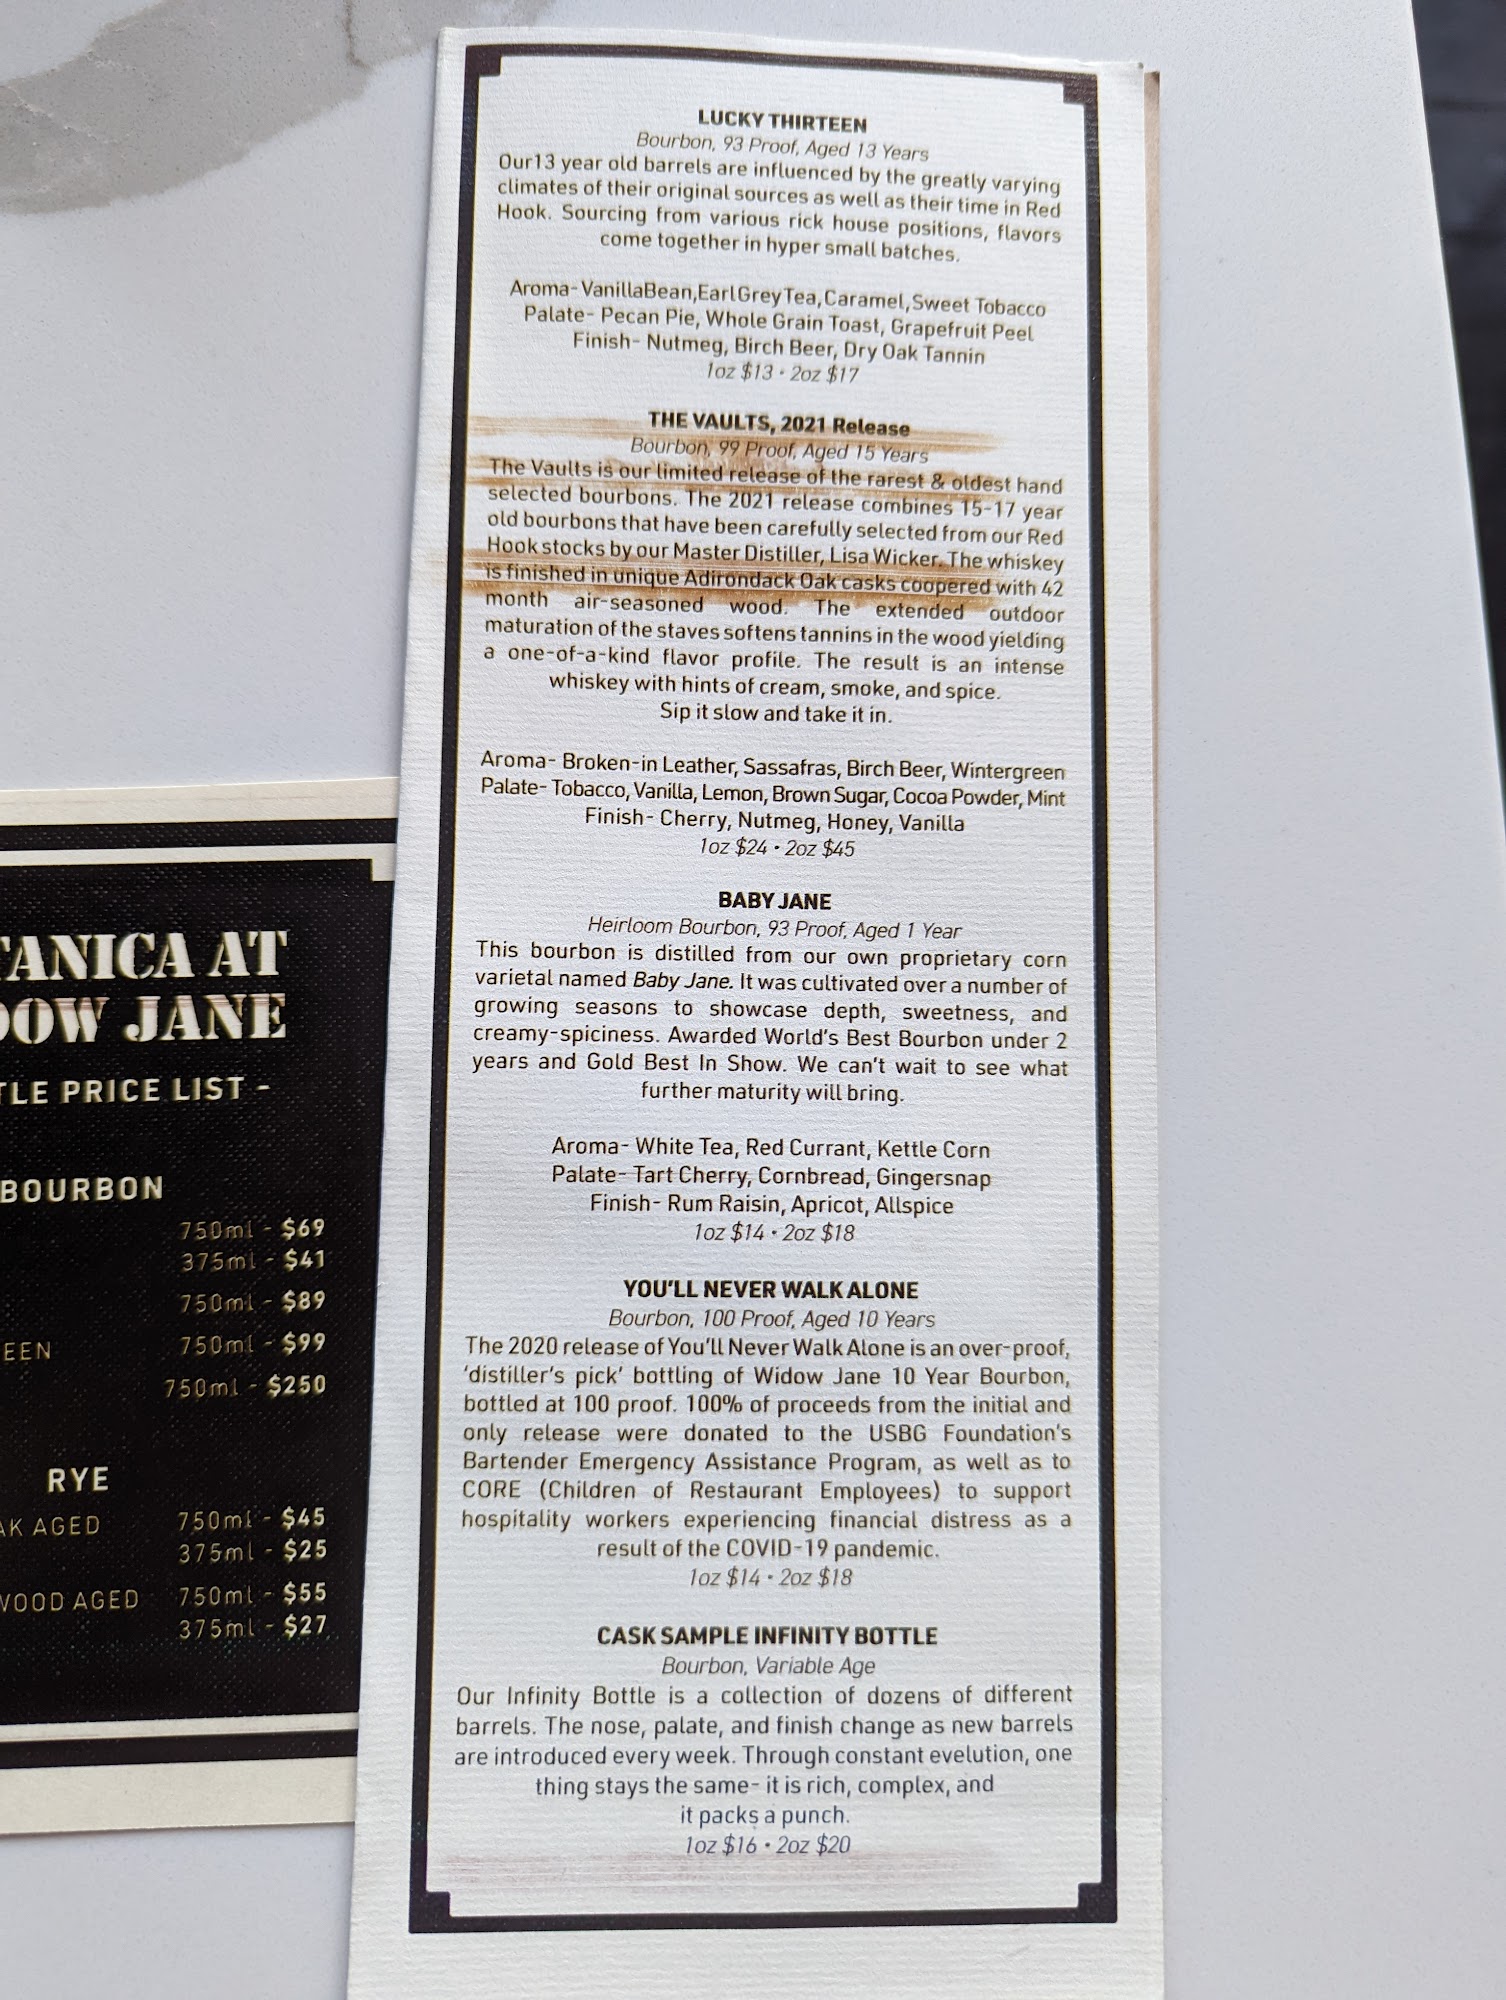 LUCKY THIRTEEN
Bourbon, 93 Proof, Aged 13 Years
Our13 year old barrels are influenced by the greatly varying
climates of their original sources as well as their time in Red
Hook. Sourcing from various rick house positions, flavors
come together in hyper small batches.
Aroma- VanillaBean,EarlGreyTea,Caramel,Sweet Tobacco
Palate- Pecan Pie, Whole Grain Toast, Grapefruit Peel
Finish- Nutmeg, Birch Beer, Dry Oak Tannin
1oz $13 • 2oz $17
THE VAULTS, 2021 Release
Bourbon, 99 Proof, Aged 15 Years
The Vaults is our limited release of the rarest & oldest hand
selected bourbons. The 2021 release combines 15-17 year
old bourbons that have been carefully selected from our Red
Hook stocks by our Master Distiller, Lisa Wicker. The whiskey
is finished in unique Adirondack Oak casks coopered with 42
month air-seasoned wood. The extended outdoor
maturation of the staves softens tannins in the wood yielding
a one-of-a-kind flavor profile. The result is an intense
whiskey with hints of cream, smoke, and spice.
Sip it slow and take it in.
Aroma- Broken-in Leather, Sassafras, Birch Beer, Wintergreen
Palate- Tobacco, Vanilla, Lemon, Brown Sugar, Cocoa Powder, Mint
Finish- Cherry, Nutmeg, Honey, Vanilla
1oz $24 • 2oz $45
BABY JANE
Heirloom Bourbon, 93 Proof, Aged 1 Year
This bourbon is distilled from our own proprietary corn
varietal named Baby Jane. It was cultivated over a number of
growing seasons to showcase depth, sweetness, and
creamy-spiciness. Awarded World's Best Bourbon under 2
years and Gold Best In Show. We can't wait to see what
further maturity will bring.
Aroma- White Tea, Red Currant, Kettle Corn
Palate- Tart Cherry, Cornbread, Gingersnap
Finish- Rum Raisin, Apricot, Allspice
1oz $14 • 2oz $18
YOU'LL NEVER WALK ALONE
Bourbon, 100 Proof, Aged 10 Years
The 2020 release of You'll Never Walk Alone is an over-proof,
'distiller's pick' bottling of Widow Jane 10 Year Bourbon,
bottled at 100 proof. 100% of proceeds from the initial and
only release were donated to the USBG Foundation's
Bartender Emergency Assistance Program, as well as to
CORE (Children of Restaurant Employees) to support
hospitality workers experiencing financial distress as a
result of the COVID-19 pandemic.
1oz $14 • 2oz $18
CASK SAMPLE INFINITY BOTTLE
Bourbon, Variable Age
Our Infinity Bottle is a collection of dozens of different
barrels. The nose, palate, and finish change as new barrels
are introduced every week. Through constant evelution, one
thing stays the same- it is rich, complex, and
it packs a punch.
1oz $16 • 2oz $20
TANICA AT
DOW JANE
TLE PRICE LIST -
BOURBON
750ml - $69
375ml - $41
750ml - $89
EEN 750ml - $99
750ml - $250
RYE
AK AGED 750ml - $45
375ml - $25
WOOD AGED 750ml - $55
375ml - $27